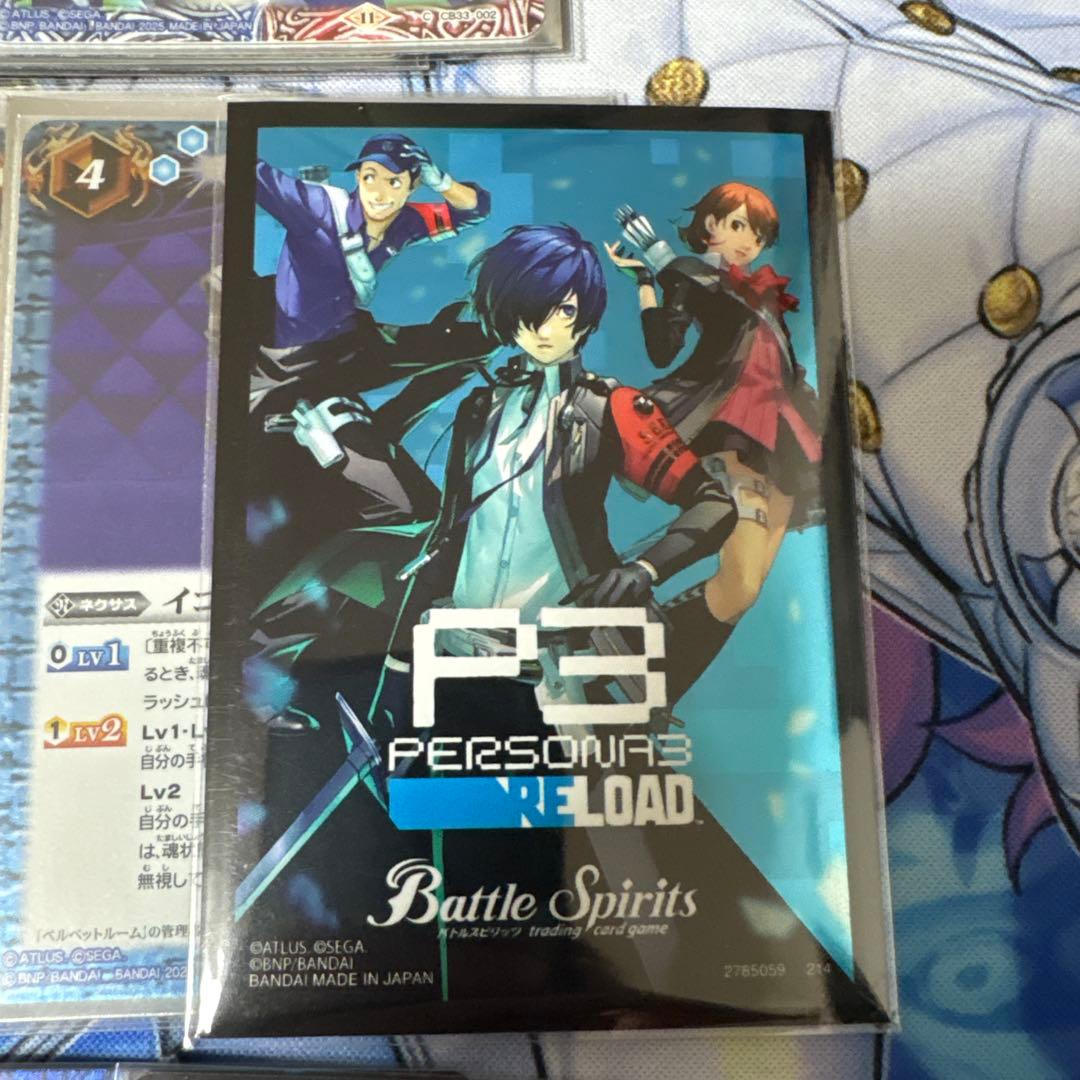 ©ATLUS ©SEGA
©BNP/BANDAI BANDAI 2025 MADE IN JAPAN
11
C CB33 002
4
ネクサス
0 LV1
〔重複不
るとき、
ラッシュ
1 LV2
Lv1・L
自分の手
Lv2
自分の手
は、魂状
無視して
「ベルベットルーム」の管理
©ATLUS ©SEGA
©BNP/BANDAI BANDAI 202
P3
PERSONA3
RELOAD
Battle Spirits
バトルスピリッツ trading card game
©ATLUS. ©SEGA.
©BNP/BANDAI
BANDAI MADE IN JAPAN
2785059 214